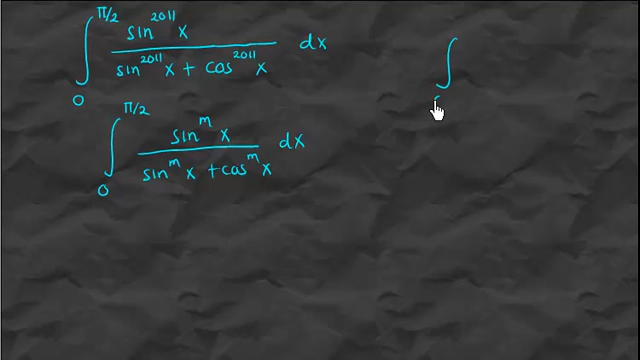 ∫₀^{π/2} sin^{2011} x / (sin^{2011} x + cos^{2011} x) dx
∫₀^{π/2} sin^m x / (sin^m x + cos^m x) dx
∫